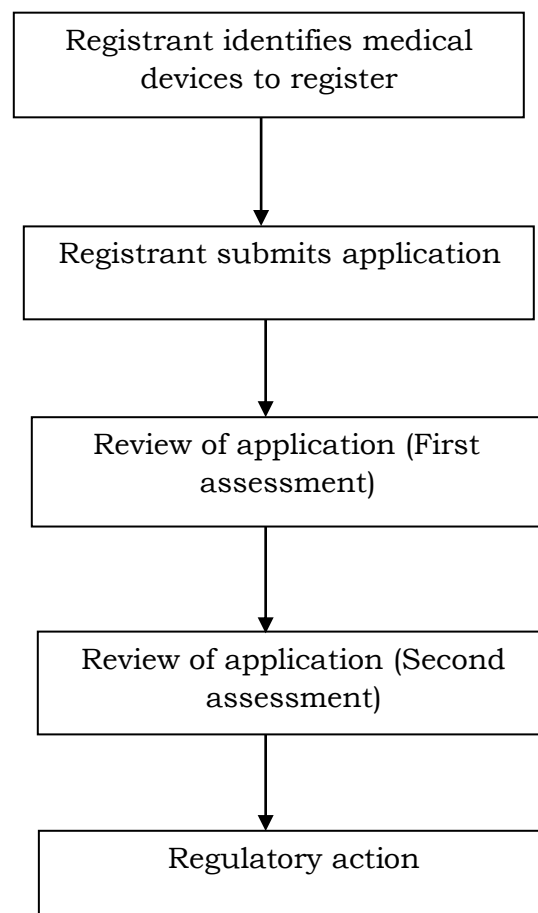 Registrant identifies medical
devices to register
Registrant submits application
Review of application (First
assessment)
Review of application (Second
assessment)
Regulatory action